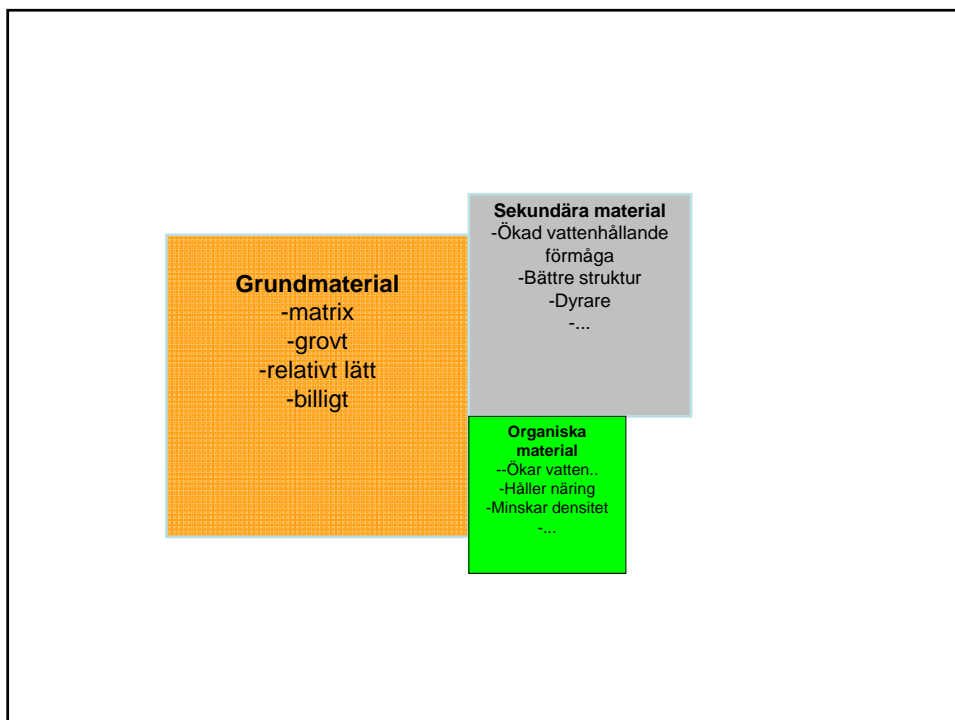 Grundmaterial
-matrix
-grovt
-relativt lätt
-billigt
Sekundära material
-Ökad vattenhållande
förmåga
-Bättre struktur
-Dyrare
-...
Organiska
material
--Ökar vatten..
-Håller näring
-Minskar densitet
-...